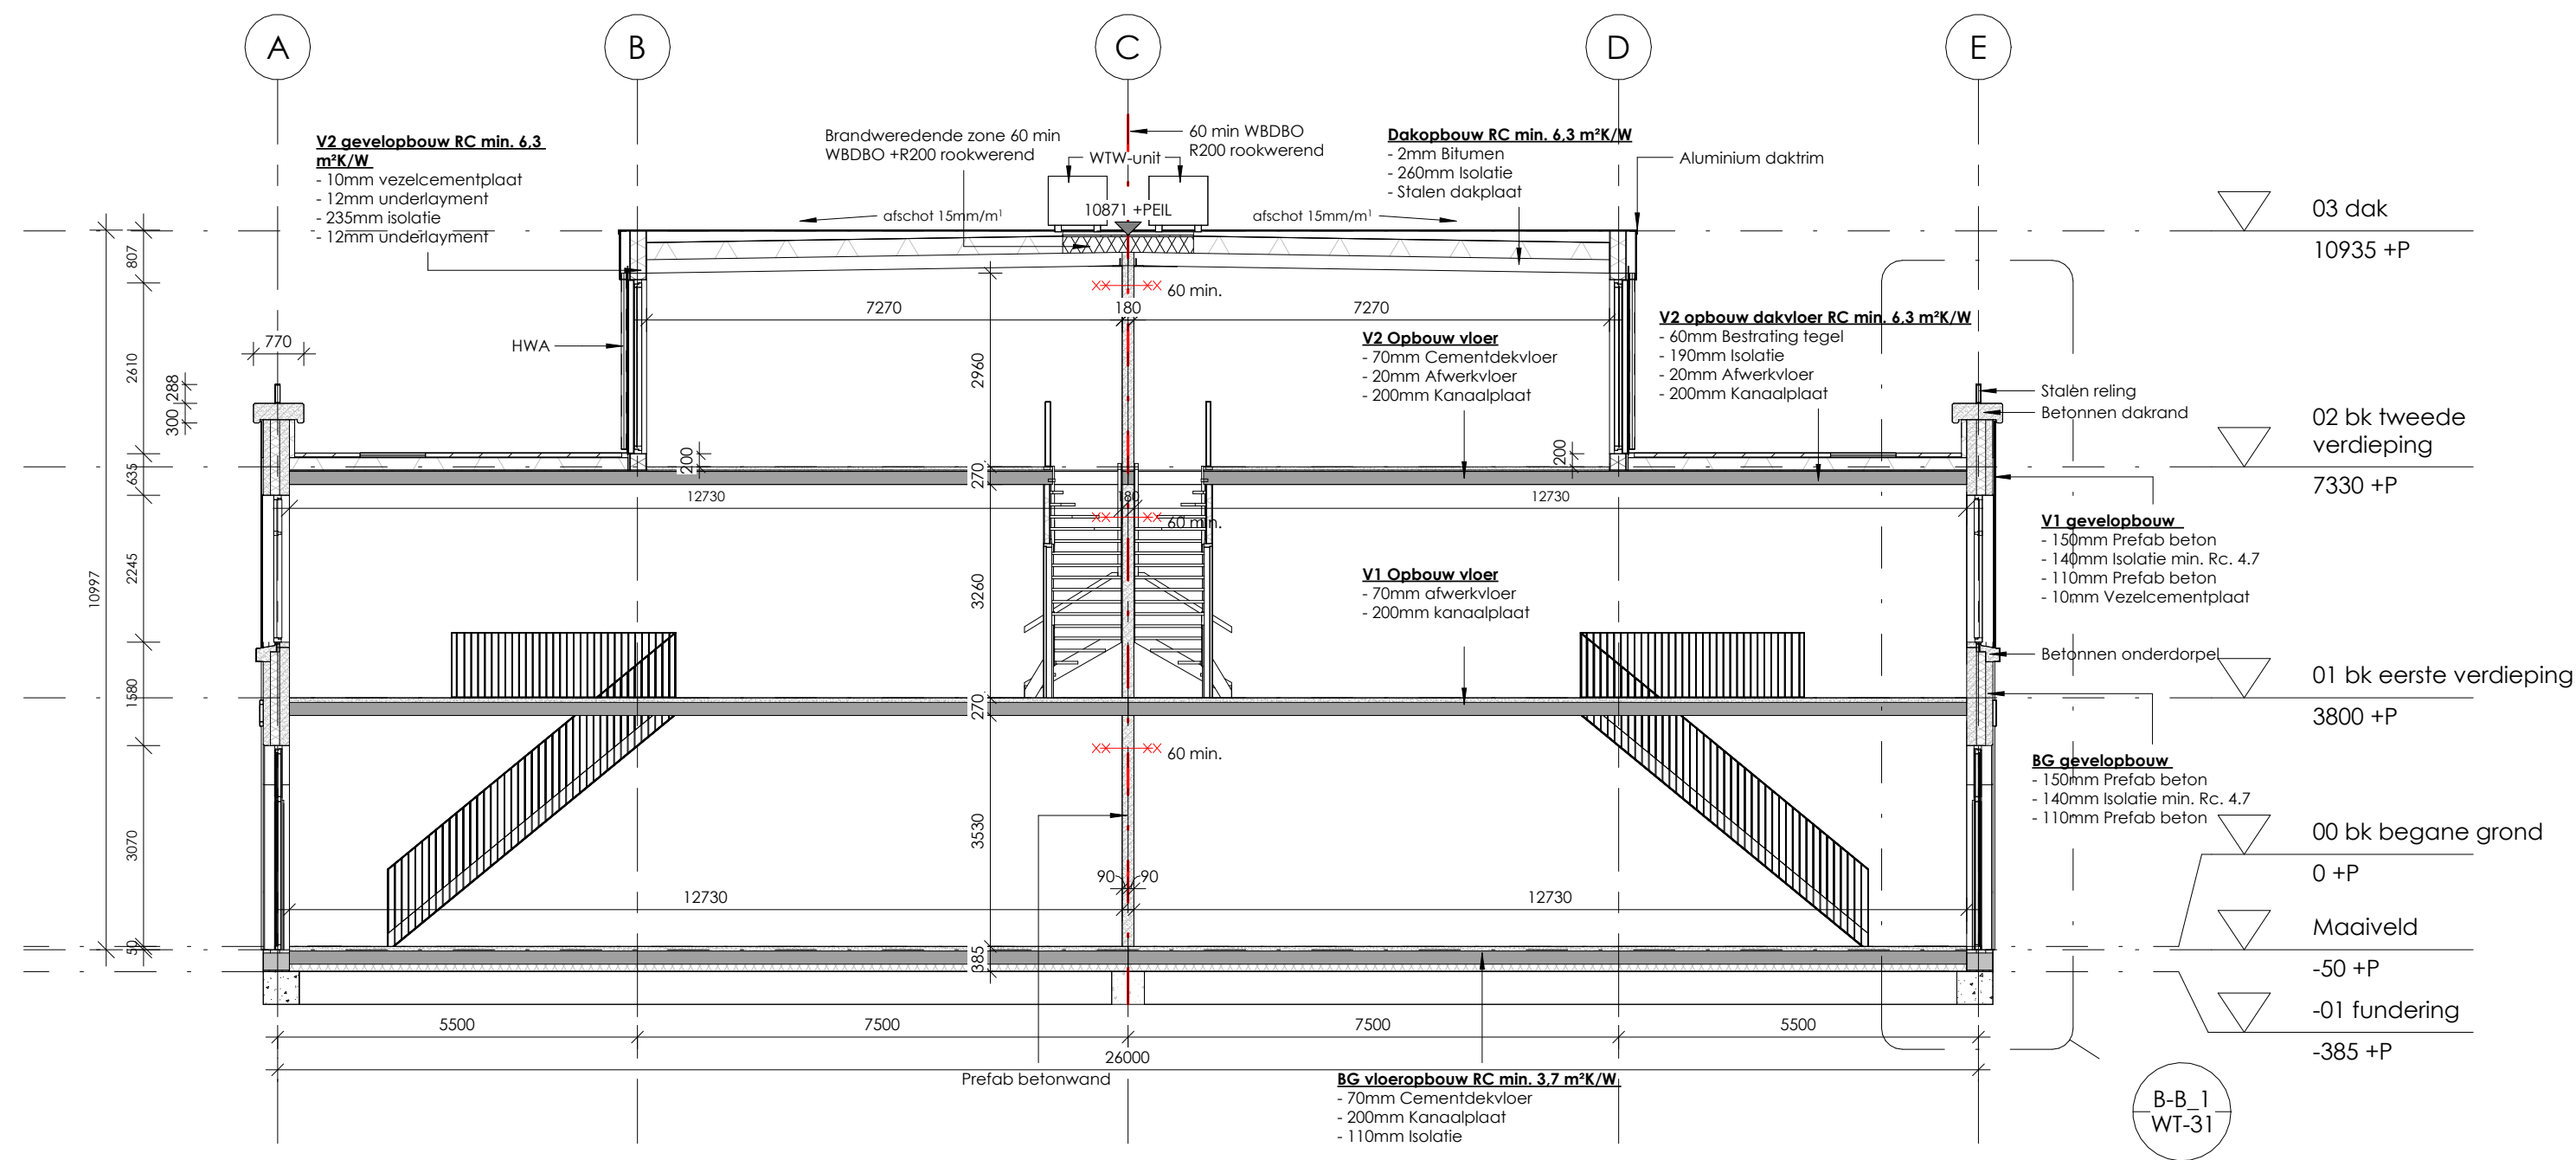 A
B
C
D
E
V2 gevelopbouw RC min. 6,3
m²K/W
- 10mm vezelcementplaat
- 12mm underlayment
- 235mm isolatie
- 12mm underlayment
Brandweredende zone 60 min
WBDBO +R200 rookwerend
60 min WBDBO
R200 rookwerend
WTW-unit
Dakopbouw RC min. 6,3 m²K/W
- 2mm Bitumen
- 260mm Isolatie
- Stalen dakplaat
Aluminium daktrim
afschot 15mm/m¹
10871 +PEIL
afschot 15mm/m¹
03 dak
10935 +P
807
2610
635
2245
1580
3070
50
10997
770
288
300
HWA
60 min.
7270
180
7270
2960
V2 Opbouw vloer
- 70mm Cementdekvloer
- 20mm Afwerkvloer
- 200mm Kanaalplaat
V2 opbouw dakvloer RC min. 6,3 m²K/W
- 60mm Bestrating tegel
- 190mm Isolatie
- 20mm Afwerkvloer
- 200mm Kanaalplaat
Stalen reling
Betonnen dakrand
02 bk tweede
verdieping
7330 +P
200
270
200
12730
180
12730
60 min.
V1 gevelopbouw
- 150mm Prefab beton
- 140mm Isolatie min. Rc. 4.7
- 110mm Prefab beton
- 10mm Vezelcementplaat
3260
V1 Opbouw vloer
- 70mm afwerkvloer
- 200mm kanaalplaat
Betonnen onderdorpel
01 bk eerste verdieping
3800 +P
270
60 min.
BG gevelopbouw
- 150mm Prefab beton
- 140mm Isolatie min. Rc. 4.7
- 110mm Prefab beton
3530
90
90
12730
12730
00 bk begane grond
0 +P
Maaiveld
-50 +P
385
-01 fundering
-385 +P
5500
7500
7500
5500
26000
Prefab betonwand
BG vloeropbouw RC min. 3,7 m²K/W
- 70mm Cementdekvloer
- 200mm Kanaalplaat
- 110mm Isolatie
B-B_1
WT-31